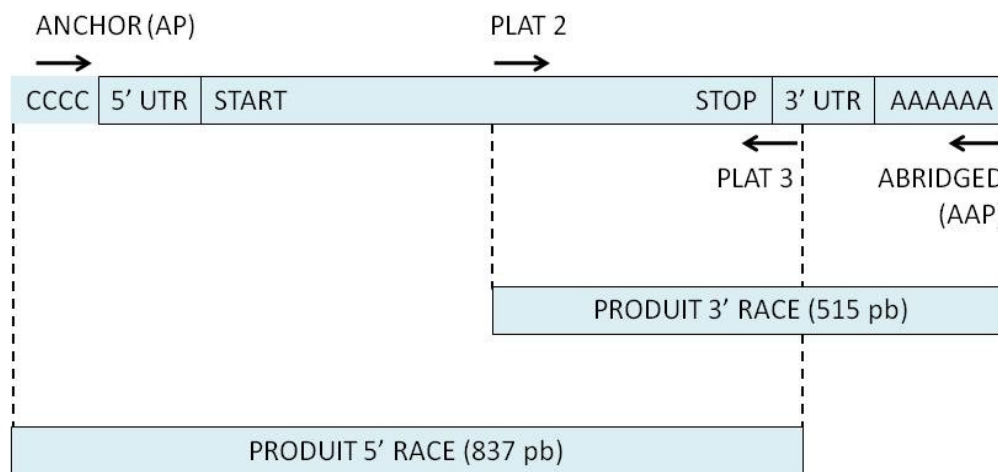 ANCHOR (AP)
PLAT 2
CCCC
5' UTR
START
STOP
3' UTR
AAAAAA
PLAT 3
ABRIDGED
(AAP
PRODUIT 3' RACE (515 pb)
PRODUIT 5' RACE (837 pb)